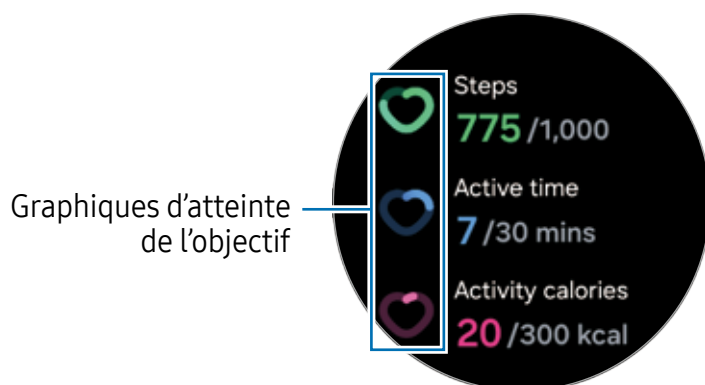 Graphiques d’atteinte
de l’objectif
Steps
775/1,000
Active time
7/30 mins
Activity calories
20/300 kcal